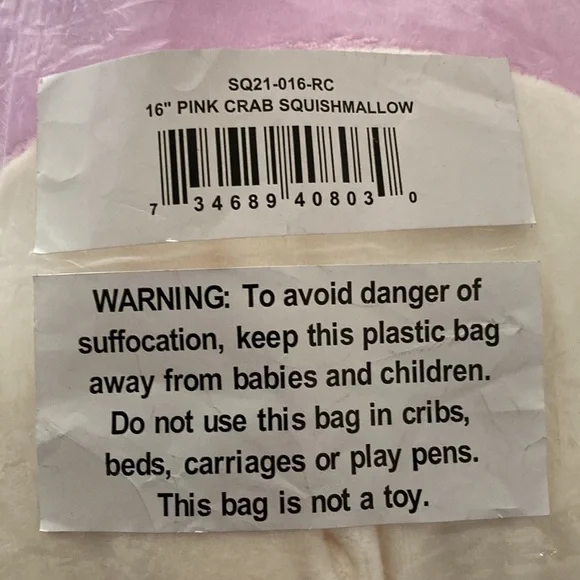 SQ21-016-RC
16" PINK CRAB SQUISHMALLOW
7 34689 40803 0
WARNING: To avoid danger of
suffocation, keep this plastic bag
away from babies and children.
Do not use this bag in cribs,
beds, carriages or play pens.
This bag is not a toy.